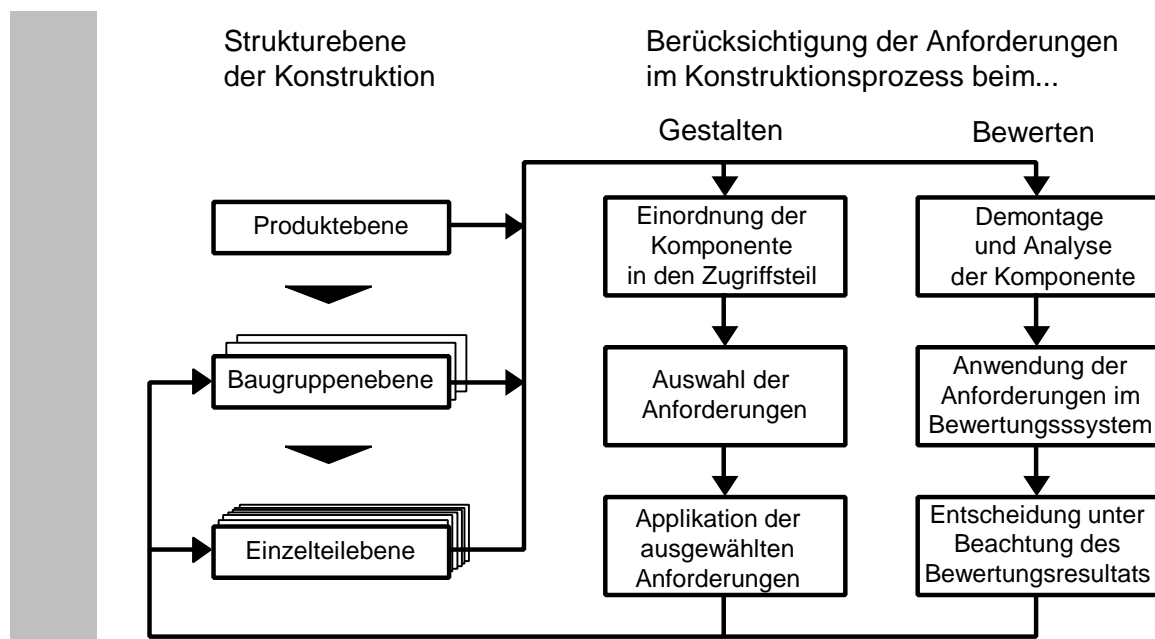 Strukturebene
der Konstruktion
Berücksichtigung der Anforderungen
im Konstruktionsprozess beim...
Gestalten
Bewerten
Produktebene
Baugruppenebene
Einzelteilebene
Einordnung der
Komponente
in den Zugriffsteil
Auswahl der
Anforderungen
Applikation der
ausgewählten
Anforderungen
Demontage
und Analyse
der Komponente
Anwendung der
Anforderungen im
Bewertungsssystem
Entscheidung unter
Beachtung des
Bewertungsresultats